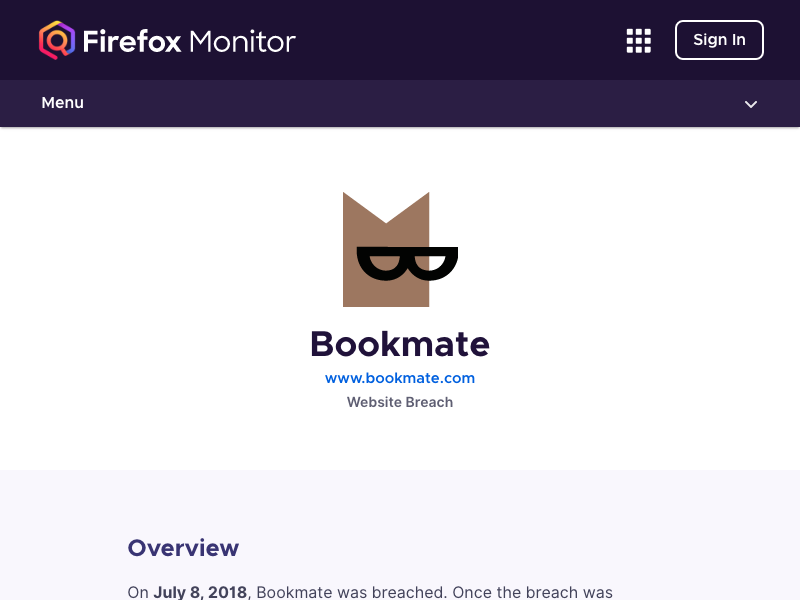 Firefox Monitor
Sign In
Menu
Bookmate
www.bookmate.com
Website Breach
Overview
On July 8, 2018, Bookmate was breached. Once the breach was